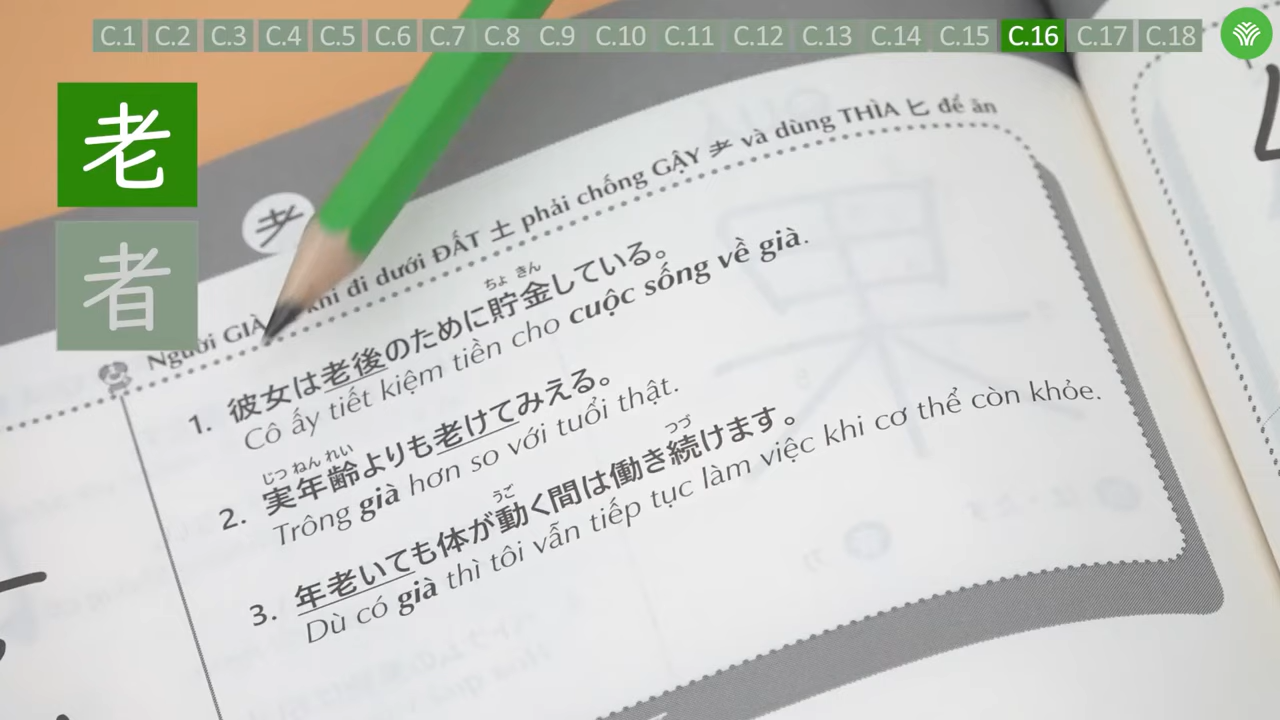 C.1 C.2 C.3 C.4 C.5 C.6 C.7 C.8 C.9 C.10 C.11 C.12 C.13 C.14 C.15 C.16 C.17 C.18
老
者
耂
Người GIÀ khi đi dưới ĐẤT 土 phải chống GẬY 耂 và dùng THÌA 匕 để ăn
ちょ きん
1. 彼女は老後のために貯金している。
Cô ấy tiết kiệm tiền cho cuộc sống về già.
じつ ねん れい
2. 実年齢よりも老けてみえる。
Trông già hơn so với tuổi thật.
うご つづ
3. 年老いても体が動く間は働き続けます。
Dù có già thì tôi vẫn tiếp tục làm việc khi cơ thể còn khỏe.